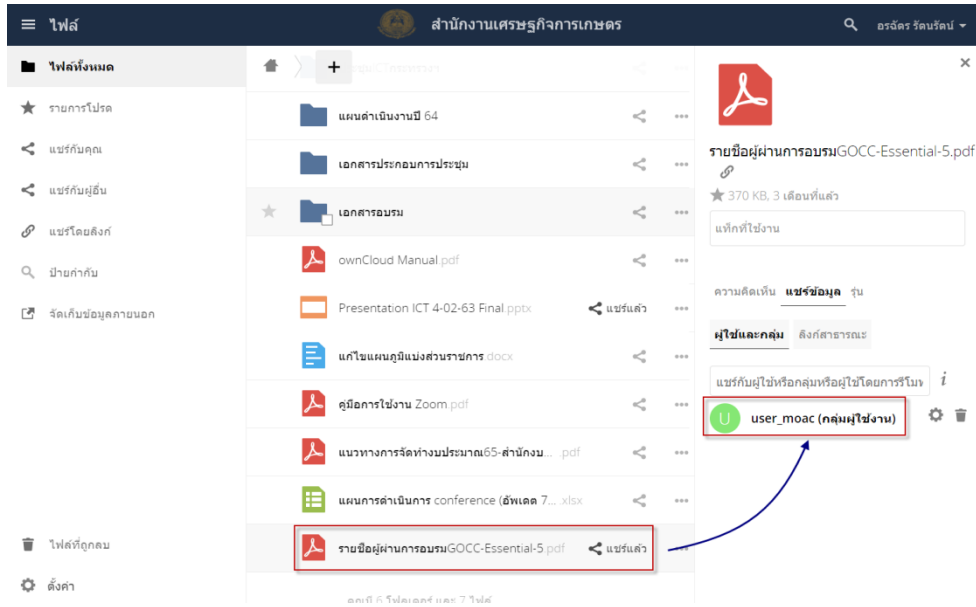 ไฟล์
สำนักงานเศรษฐกิจการเกษตร
อรฉัตร รัตนรัตน์
ไฟล์ทั้งหมด
รายการโปรด
แชร์กับคุณ
แชร์กับผู้อื่น
แชร์โดยลิงก์
ป้ายกำกับ
จัดเก็บข้อมูลภายนอก
ไฟล์ที่ถูกลบ
ตั้งค่า
+
แผนดำเนินงานปี 64
เอกสารประกอบการประชุม
เอกสารอบรม
ownCloud Manual.pdf
Presentation ICT 4-02-63 Final.pptx แชร์แล้ว
แก้ไขแผนภูมิแบ่งส่วนราชการ.docx
คู่มือการใช้งาน Zoom.pdf
แนวทางการจัดทำงบประมาณ65-สำนักงบ... .pdf
แผนการดำเนินการ conference (อัพเดต 7... .xlsx
รายชื่อผู้ผ่านการอบรมGOCC-Essential-5.pdf แชร์แล้ว
6 โฟลเดอร์ และ 7 ไฟล์
×
รายชื่อผู้ผ่านการอบรมGOCC-Essential-5.pdf
370 KB, 3 เดือนที่แล้ว
แท็กที่ใช้งาน
ความคิดเห็น แชร์ข้อมูล รุ่น
ผู้ใช้และกลุ่ม ลิงก์สาธารณะ
แชร์กับผู้ใช้หรือกลุ่มหรือผู้ใช้โดยการรีโมท i
U user_moac (กลุ่มผู้ใช้งาน)